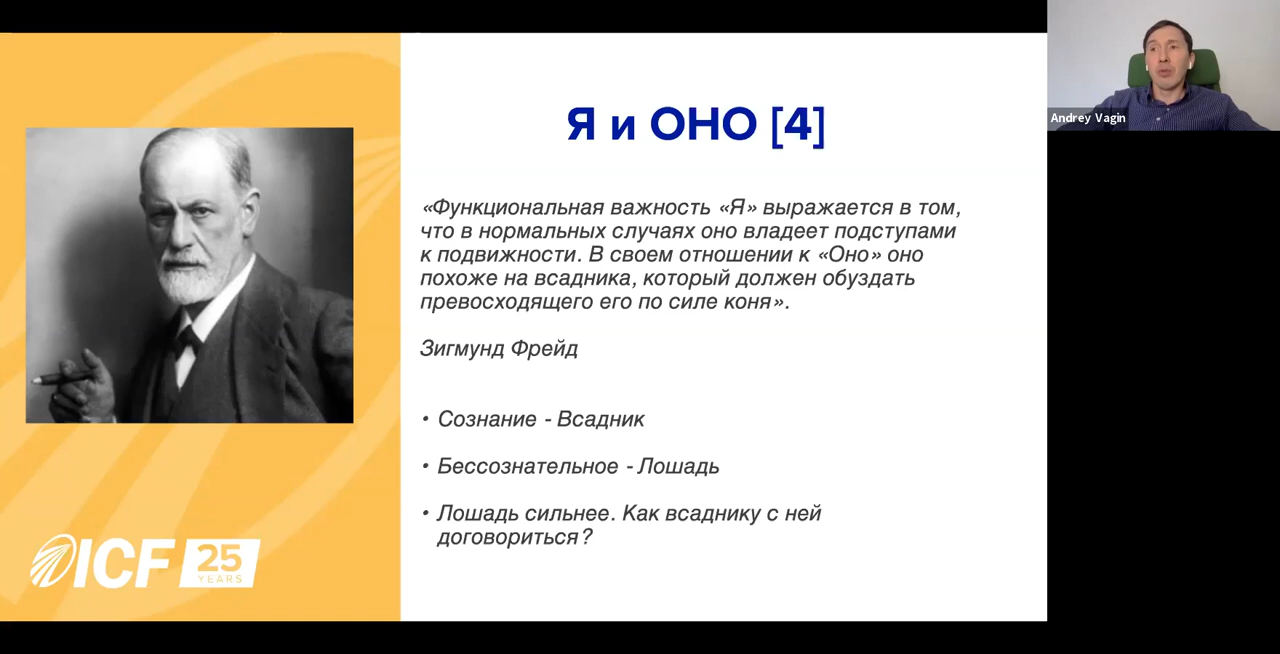 Я и ОНО [4]
«Функциональная важность «Я» выражается в том,
что в нормальных случаях оно владеет подступами
к подвижности. В своем отношении к «Оно» оно
похоже на всадника, который должен обуздать
превосходящего его по силе коня».
Зигмунд Фрейд
• Сознание - Всадник
• Бессознательное - Лошадь
• Лошадь сильнее. Как всаднику с ней
договориться?
ICF 25
YEARS
Andrey Vagin